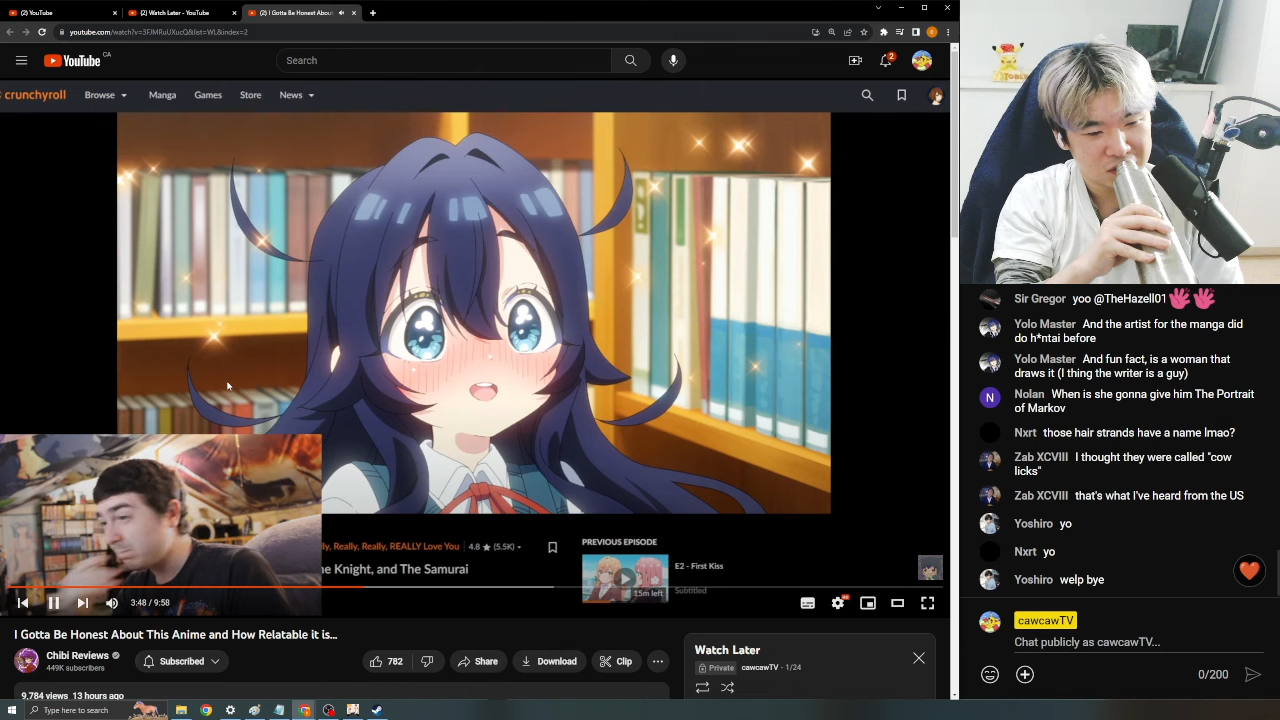 (2) YouTube
(2) Watch Later - YouTube
(2) I Gotta Be Honest About
youtube.com/watch?v=3FJMRuUXucQ&list=WL&index=2
YouTube CA
Search
2
crunchyroll
Browse
Manga
Games
Store
News
ly, Really, Really, REALLY Love You
4.8 ★ (5.5K)
e Knight, and The Samurai
PREVIOUS EPISODE
E2 - First Kiss
15m left
Subtitled
3:48 / 9:58
I Gotta Be Honest About This Anime and How Relatable it is...
Chibi Reviews
449K subscribers
Subscribed
782
Share
Download
Clip
9,784 views 13 hours ago
Watch Later
Private
cawcawTV - 1/24
Type here to search
Sir Gregor yoo @TheHazell01
Yolo Master And the artist for the manga did
do h*ntai before
Yolo Master And fun fact, is a woman that
draws it (I thing the writer is a guy)
N
Nolan When is she gonna give him The Portrait
of Markov
Nxrt those hair strands have a name lmao?
Zab XCVIII I thought they were called "cow
licks"
Zab XCVIII that's what I've heard from the US
Yoshiro yo
Nxrt yo
Yoshiro welp bye
cawcawTV
Chat publicly as cawcawTV...
0/200